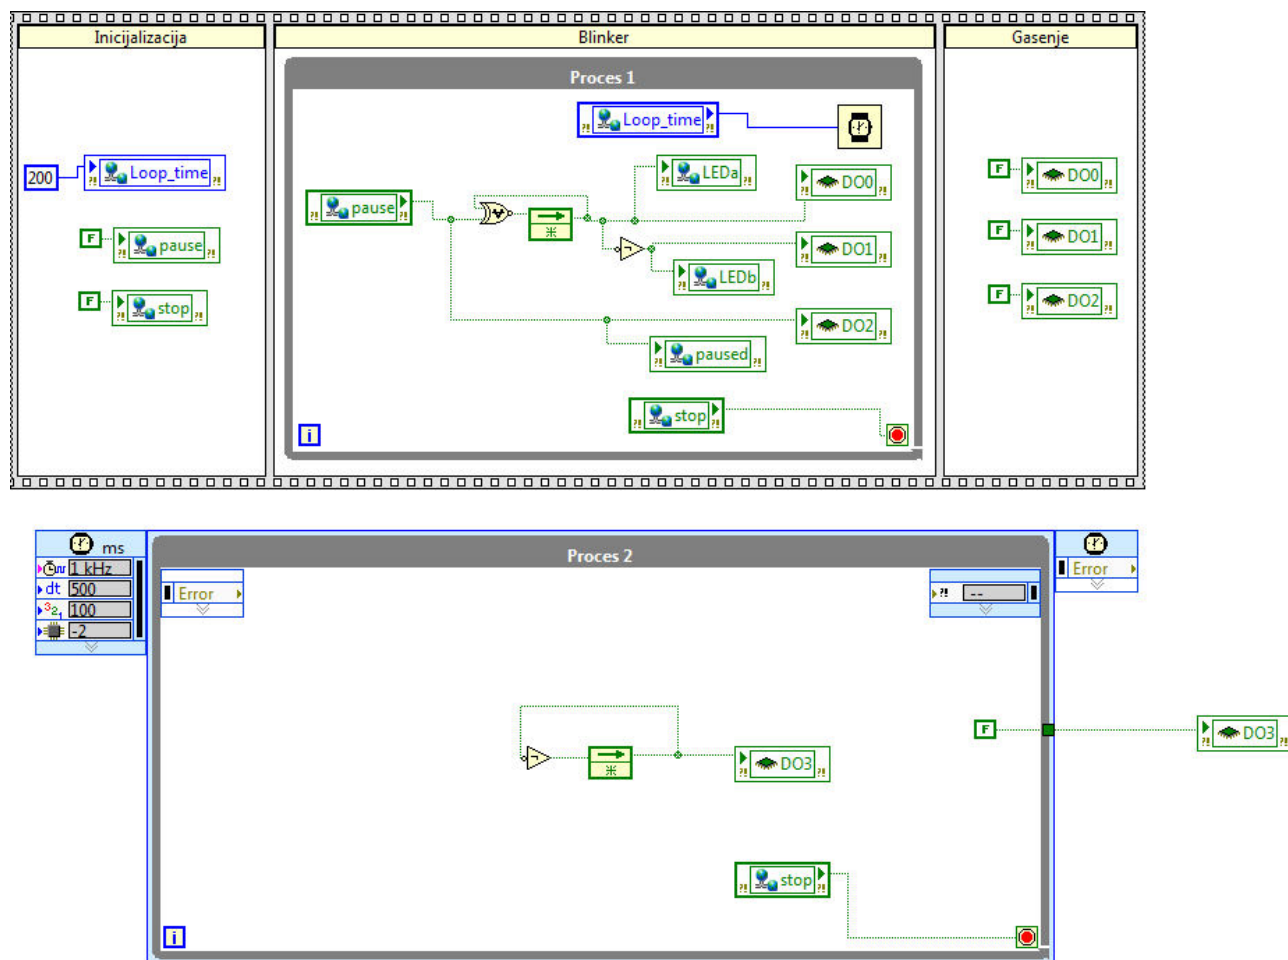 Inicijalizacija
Blinker
Gasenje
Proces 1
Loop_time
200
Loop_time
LEDa
DO0
F
DO0
pause
F
pause
DO1
F
DO1
LEDb
F
stop
DO2
F
DO2
paused
stop
i
ms
Proces 2
1 kHz
Error
dt 500
Error
?! --
100
-2
F
DO3
DO3
stop
i